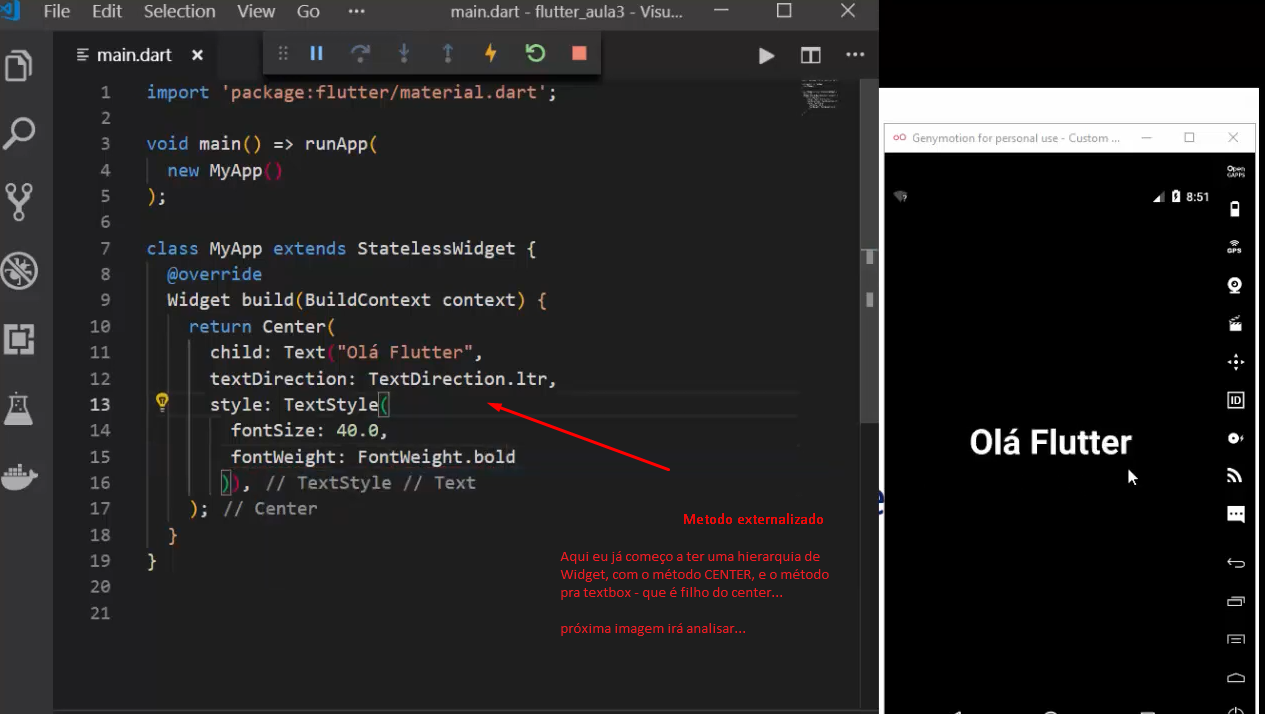 File Edit Selection View Go ··· main.dart - flutter_aula3 - Visu...
main.dart
1 import 'package:flutter/material.dart';
2
3 void main() => runApp(
4 new MyApp()
5 );
6
7 class MyApp extends StatelessWidget {
8 @override
9 Widget build(BuildContext context) {
10 return Center(
11 child: Text("Olá Flutter",
12 textDirection: TextDirection.ltr,
13 style: TextStyle(
14 fontSize: 40.0,
15 fontWeight: FontWeight.bold
16 )), // TextStyle // Text
17 ); // Center
18 }
19 }
20
21
Metodo externalizado
Aqui eu já começo a ter uma hierarquia de
Widget, com o método CENTER, e o método
pra textbox - que é filho do center...
próxima imagem irá analisar...
Genymotion for personal use - Custom ...
Open
GAPPS
8:51
GPS
ID
Olá Flutter
e